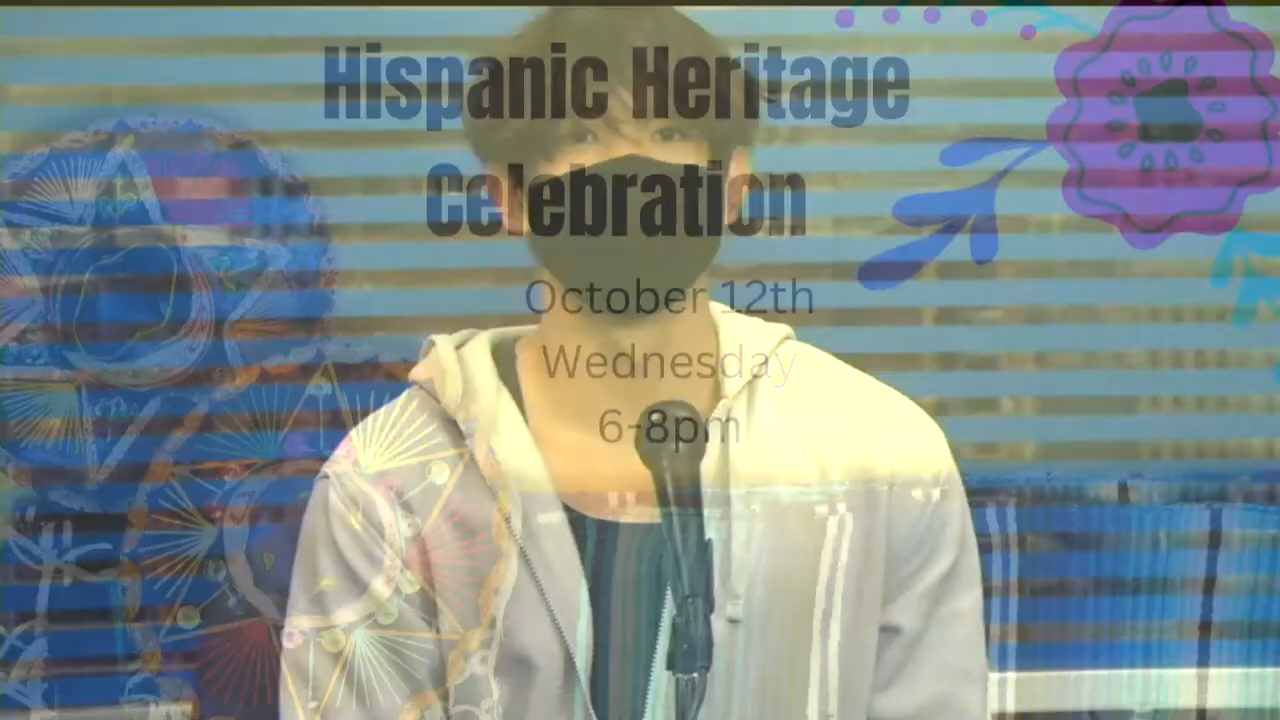 Hispanic Heritage
Celebration
October 12th
Wednesday
6-8pm